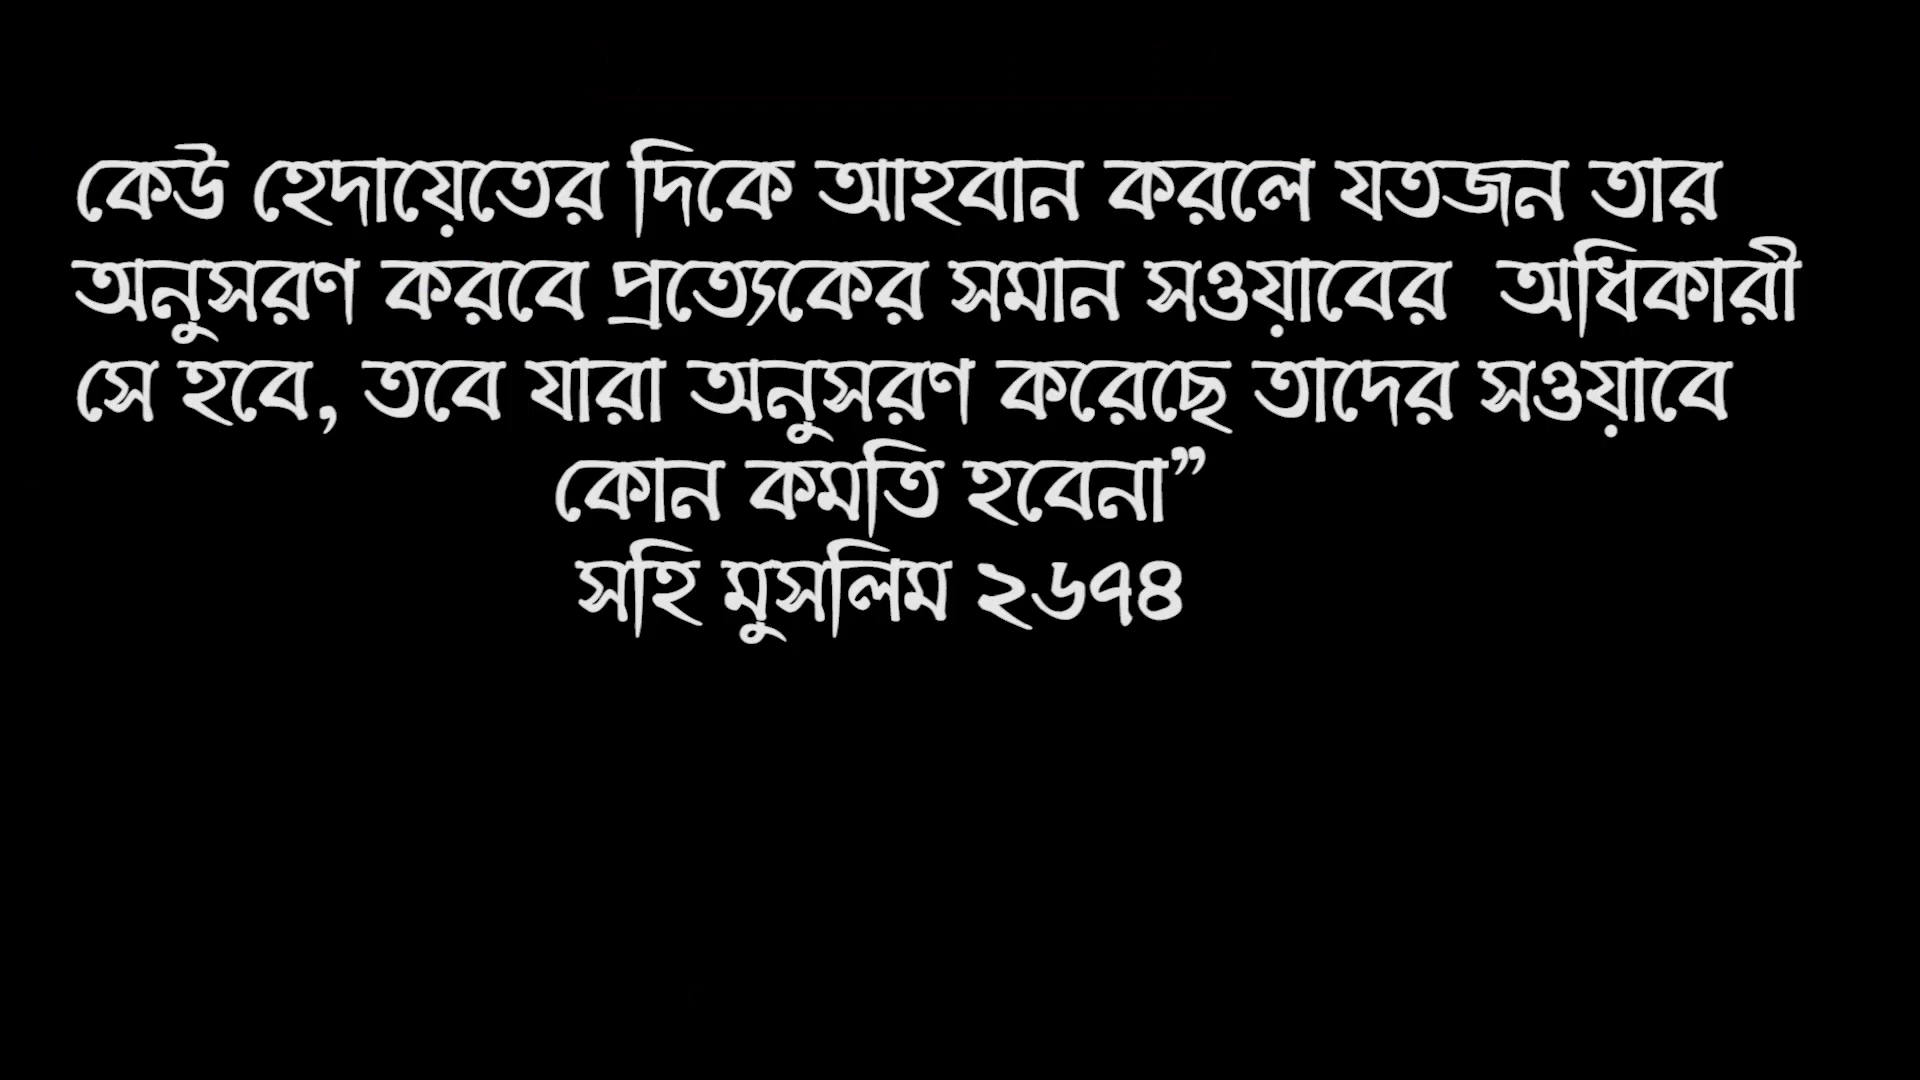 কেউ হেদায়েতের দিকে আহবান করলে যতজন তার
অনুসরণ করবে প্রত্যেকের সমান সওয়াবের অধিকারী
সে হবে, তবে যারা অনুসরণ করেছে তাদের সওয়াবে
কোন কমতি হবেনা”
সহি মুসলিম ২৬৭৪